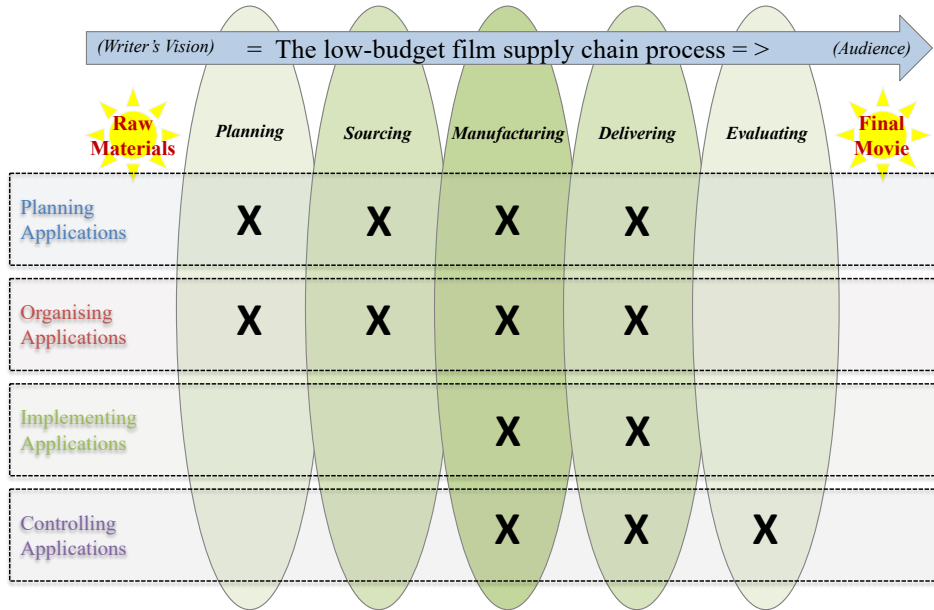 (Writer's Vision) = The low-budget film supply chain process = > (Audience)
Raw
Materials
Planning Sourcing Manufacturing Delivering Evaluating
Final
Movie
Planning
Applications
X X X X
Organising
Applications
X X X X
Implementing
Applications
X X
Controlling
Applications
X X X